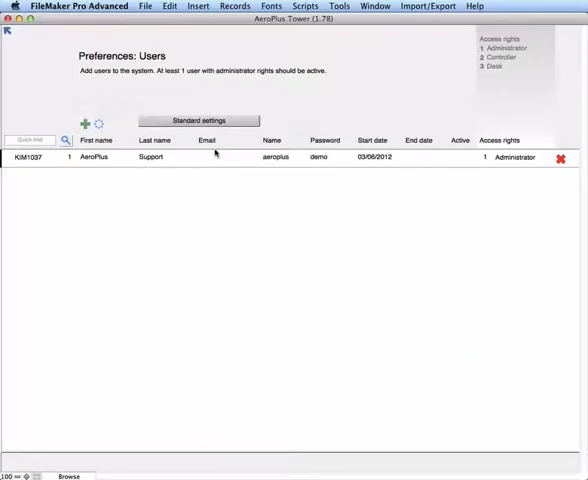 FileMaker Pro Advanced File Edit Insert Records Fonts Scripts Tools Window Import/Export Help
AeroPlus Tower (1.78)
Access rights
1 Administrator
2 Controller
3 Desk
Preferences: Users
Add users to the system. At least 1 user with administrator rights should be active.
Standard settings
Quick find First name Last name Email Name Password Start date End date Active Access rights
KIM1037 1 AeroPlus Support aeroplus demo 03/06/2012 1 Administrator
100 Browse